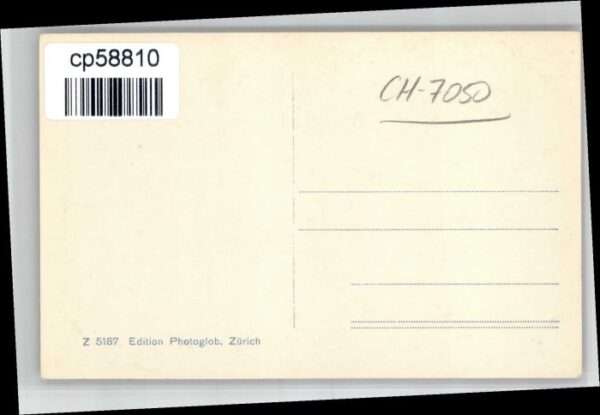 cp58810
CH-7050
Z 5187 Edition Photoglob, Zürich